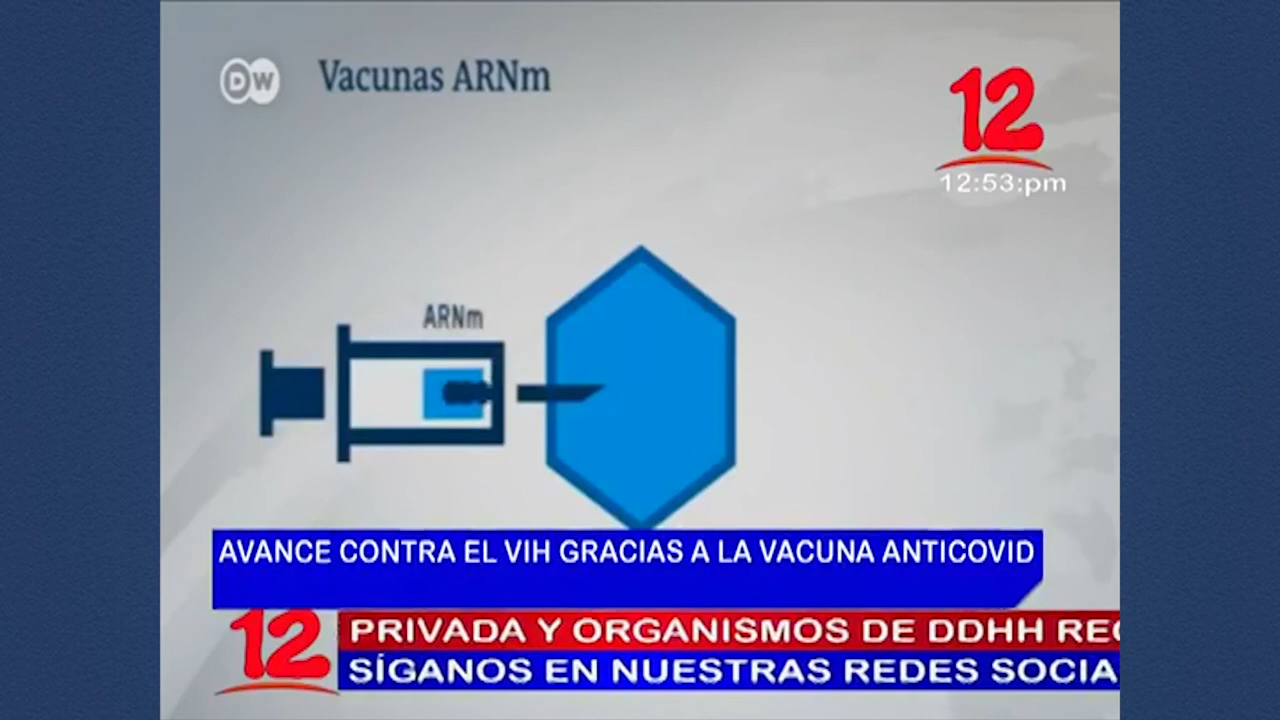 DW
Vacunas ARNm
12
12:53:pm
ARNm
AVANCE CONTRA EL VIH GRACIAS A LA VACUNA ANTICOVID
12
PRIVADA Y ORGANISMOS DE DDHH
SÍGANOS EN NUESTRAS REDES